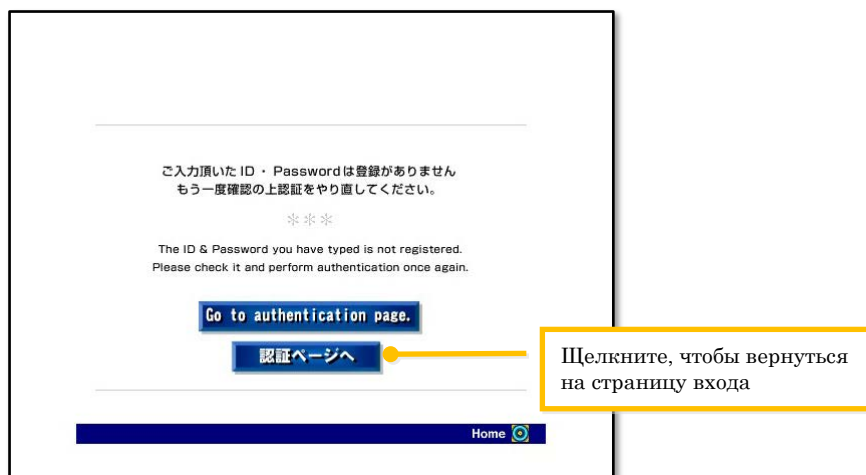 ご入力頂いた ID ・ Passwordは登録がありません
もう一度確認の上認証をやり直してください。
＊＊＊
The ID & Password you have typed is not registered.
Please check it and perform authentication once again.
Go to authentication page.
認証ページへ
Щелкните, чтобы вернуться
на страницу входа
Home